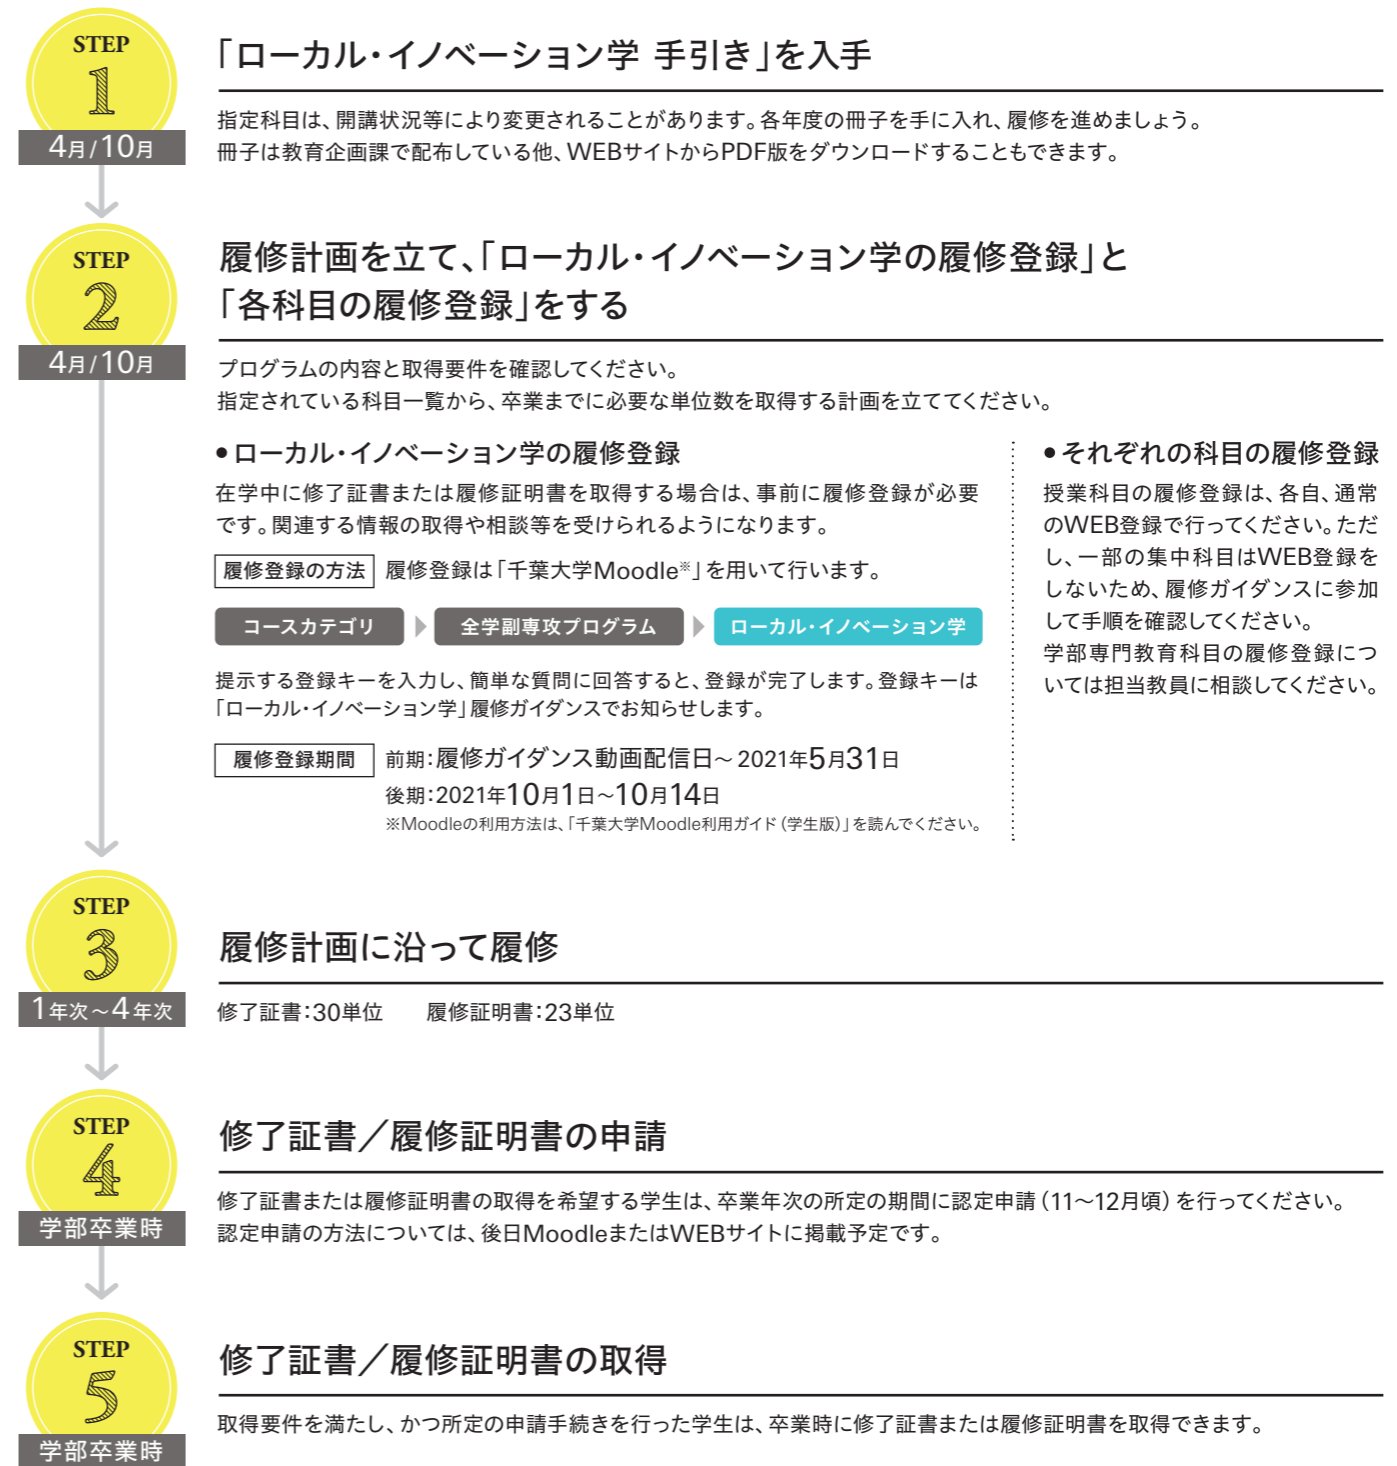 STEP
1
4月/10月
「ローカル・イノベーション学 手引き」を入手
指定科目は、開講状況等により変更されることがあります。各年度の冊子を手に入れ、履修を進めましょう。
冊子は教育企画課で配布している他、WEBサイトからPDF版をダウンロードすることもできます。
STEP
2
4月/10月
履修計画を立て、「ローカル・イノベーション学の履修登録」と
「各科目の履修登録」をする
プログラムの内容と取得要件を確認してください。
指定されている科目一覧から、卒業までに必要な単位数を取得する計画を立ててください。
●ローカル・イノベーション学の履修登録
在学中に修了証書または履修証明書を取得する場合は、事前に履修登録が必要
です。関連する情報の取得や相談等を受けられるようになります。
履修登録の方法 履修登録は「千葉大学Moodle※」を用いて行います。
コースカテゴリ ▶ 全学副専攻プログラム ▶ ローカル・イノベーション学
提示する登録キーを入力し、簡単な質問に回答すると、登録が完了します。登録キーは
「ローカル・イノベーション学」履修ガイダンスでお知らせします。
履修登録期間 前期:履修ガイダンス動画配信日~2021年5月31日
後期:2021年10月1日~10月14日
※Moodleの利用方法は、「千葉大学Moodle利用ガイド(学生版)」を読んでください。
●それぞれの科目の履修登録
授業科目の履修登録は、各自、通常
のWEB登録で行ってください。ただ
し、一部の集中科目はWEB登録を
しないため、履修ガイダンスに参加
して手順を確認してください。
学部専門教育科目の履修登録につ
いては担当教員に相談してください。
STEP
3
1年次~4年次
履修計画に沿って履修
修了証書:30単位 履修証明書:23単位
STEP
4
学部卒業時
修了証書/履修証明書の申請
修了証書または履修証明書の取得を希望する学生は、卒業年次の所定の期間に認定申請(11~12月頃)を行ってください。
認定申請の方法については、後日MoodleまたはWEBサイトに掲載予定です。
STEP
5
学部卒業時
修了証書/履修証明書の取得
取得要件を満たし、かつ所定の申請手続きを行った学生は、卒業時に修了証書または履修証明書を取得できます。